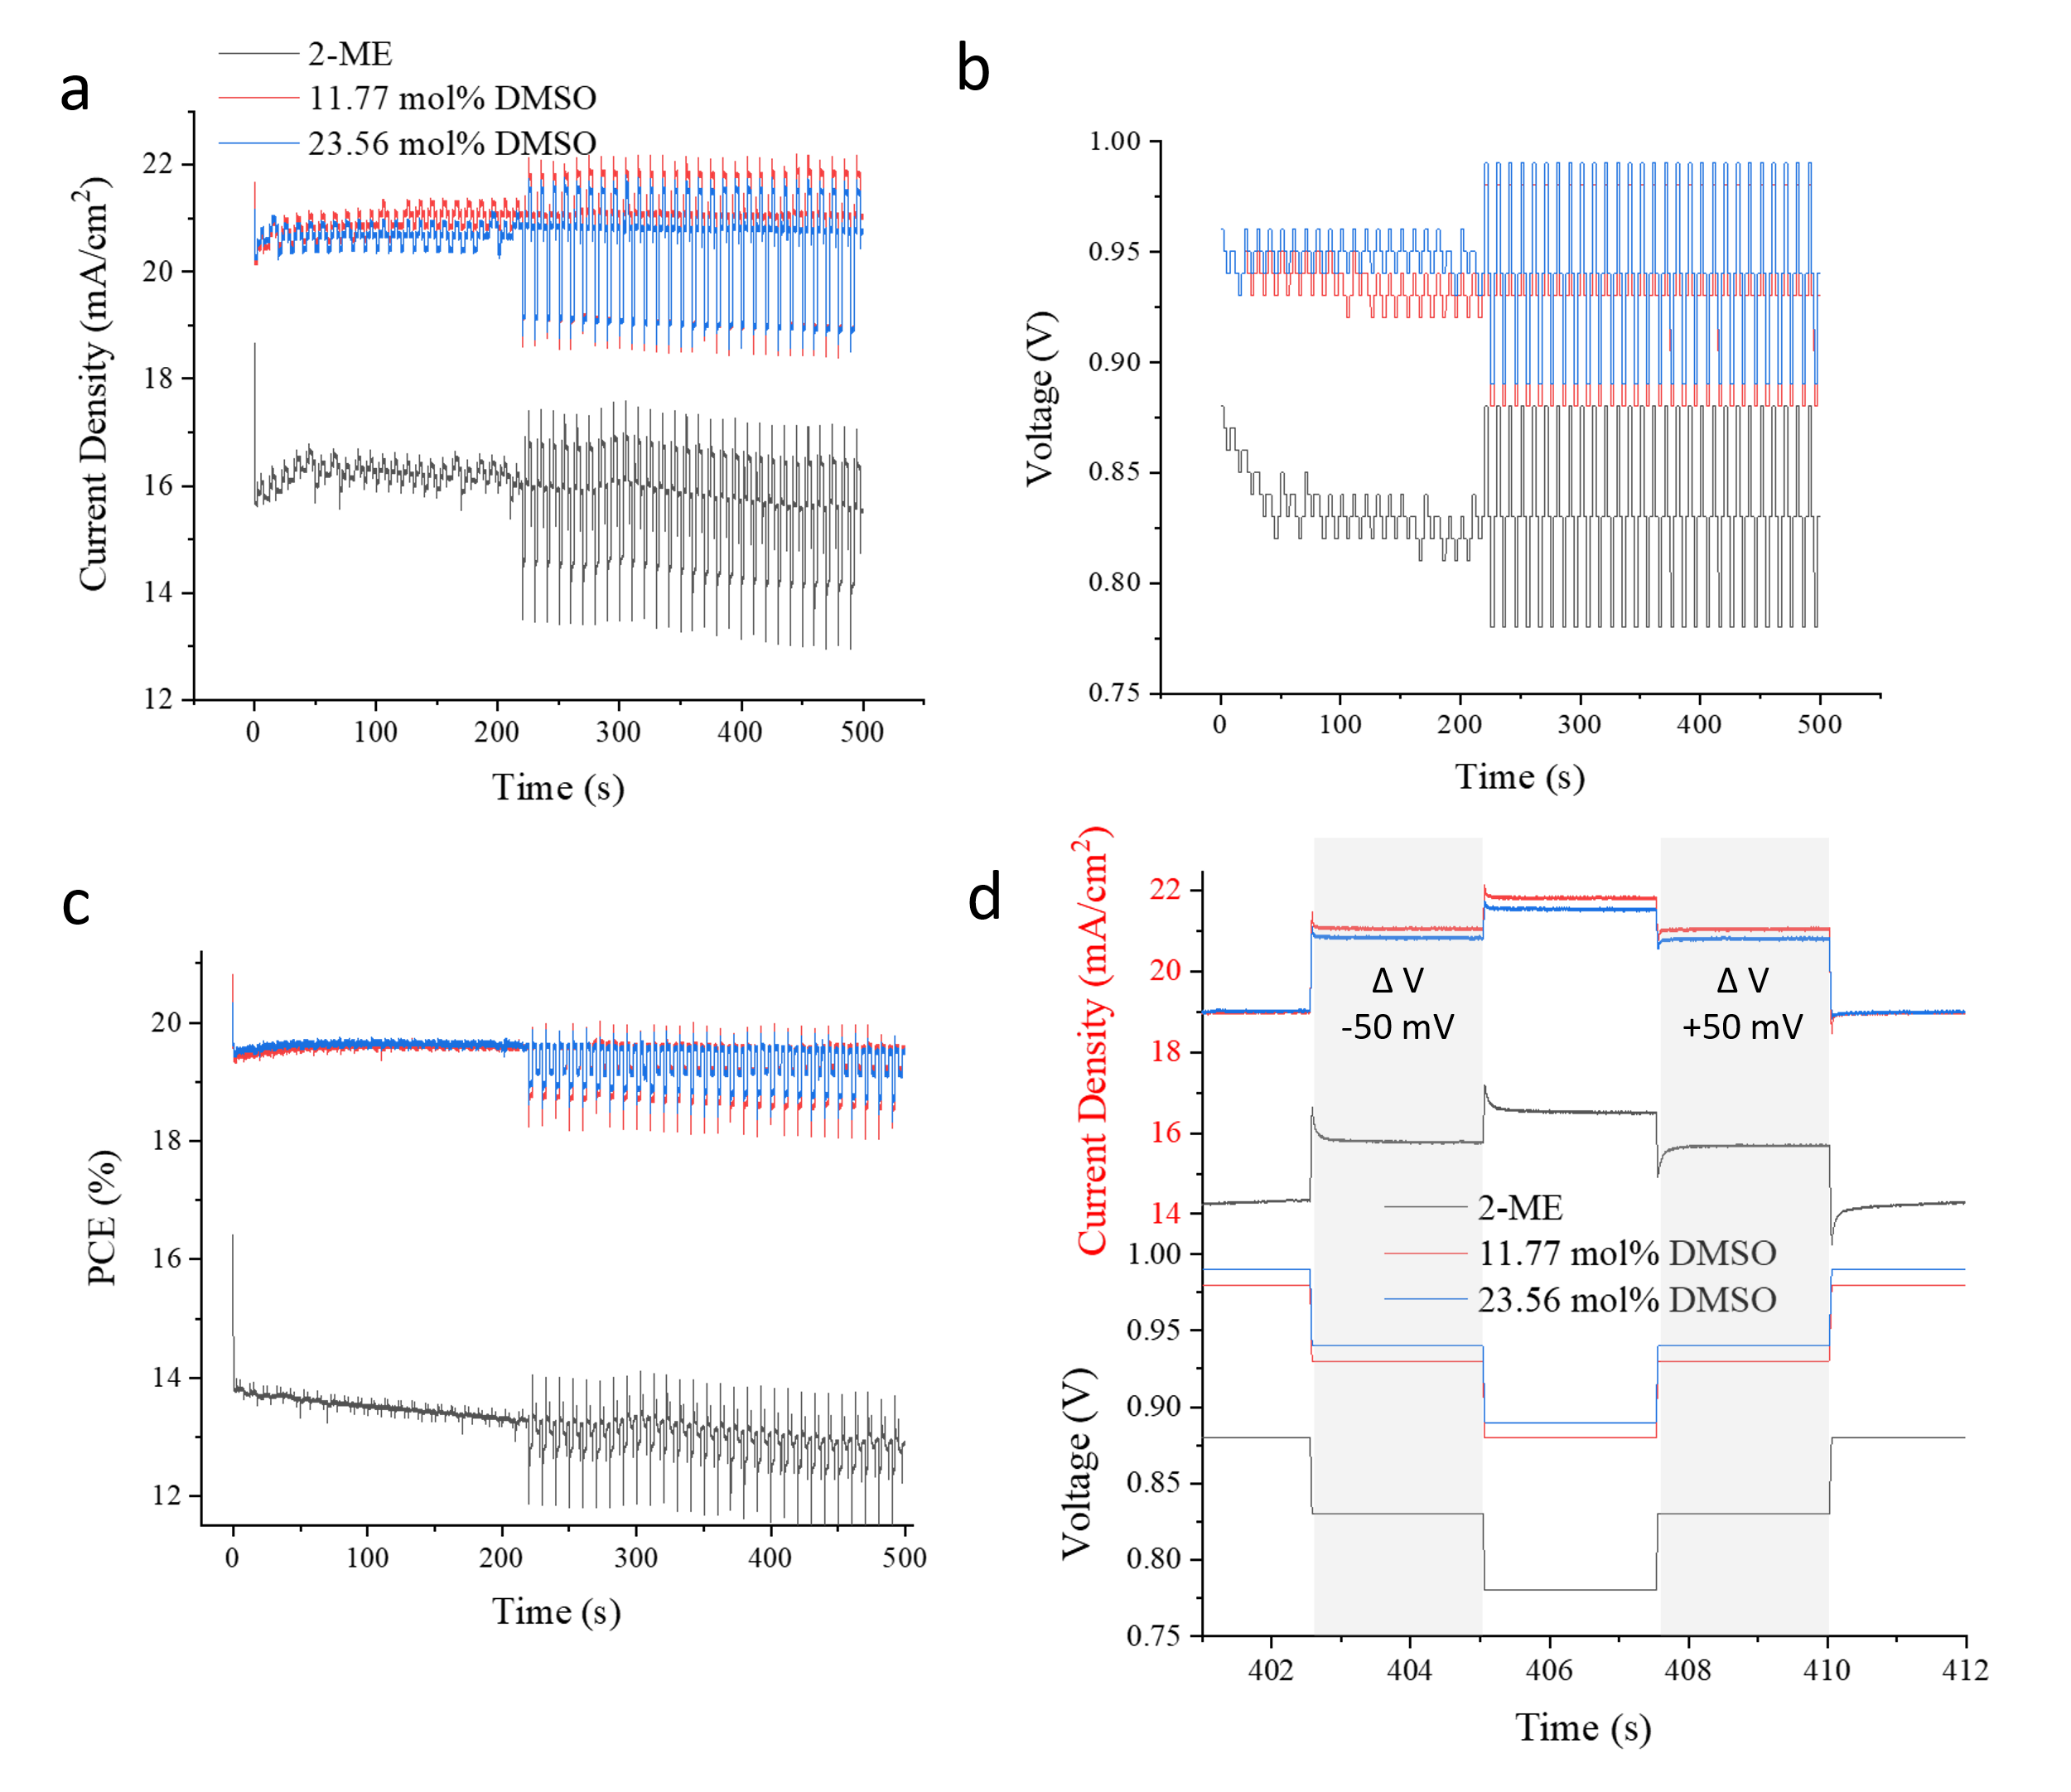 a
2-ME
11.77 mol% DMSO
23.56 mol% DMSO
22
20
18
16
14
12
Current Density (mA/cm²)
0 100 200 300 400 500
Time (s)
b
1.00
0.95
0.90
0.85
0.80
0.75
Voltage (V)
0 100 200 300 400 500
Time (s)
c
20
18
16
14
12
PCE (%)
0 100 200 300 400 500
Time (s)
d
22
20
18
16
14
Current Density (mA/cm²)
Δ V
-50 mV
Δ V
+50 mV
2-ME
11.77 mol% DMSO
23.56 mol% DMSO
1.00
0.95
0.90
0.85
0.80
0.75
Voltage (V)
402 404 406 408 410 412
Time (s)